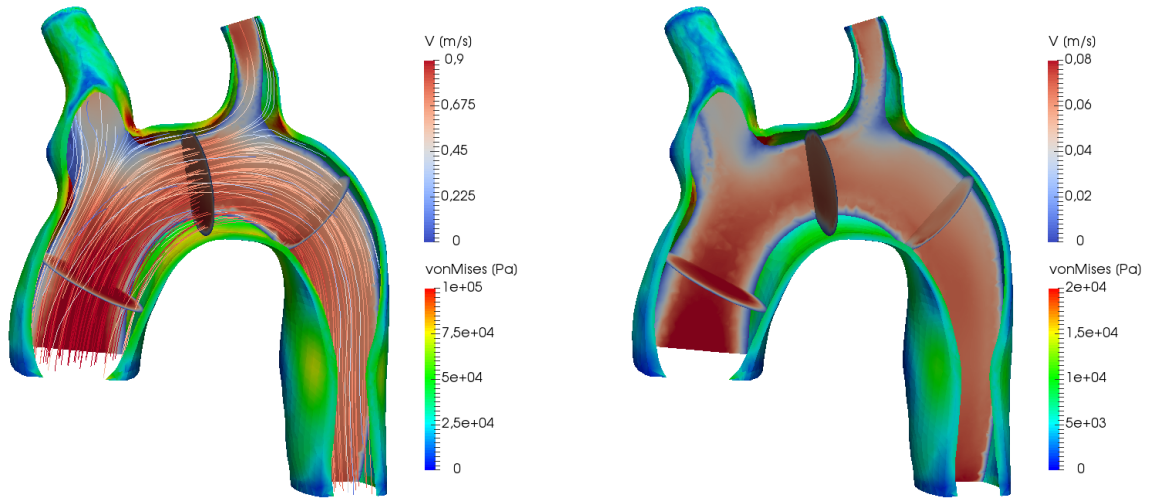 V (m/s)
0,9
0,675
0,45
0,225
0
vonMises (Pa)
1e+05
7,5e+04
5e+04
2,5e+04
0
V (m/s)
0,08
0,06
0,04
0,02
0
vonMises (Pa)
2e+04
1,5e+04
1e+04
5e+03
0